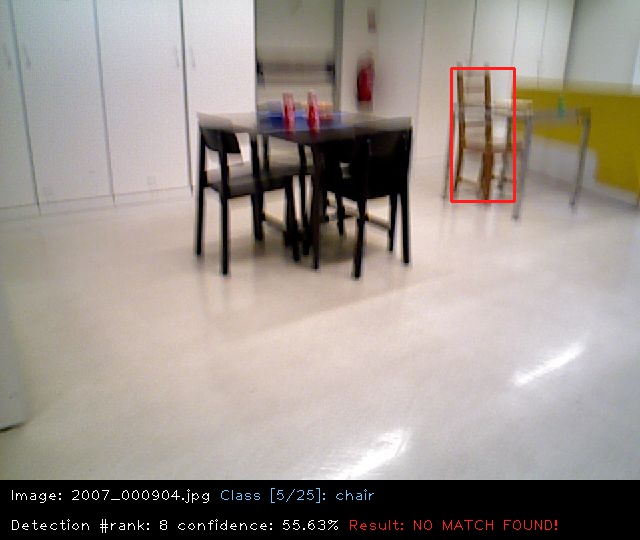 Image: 2007_000904.jpg Class [5/25]: chair
Detection #rank: 8 confidence: 55.63% Result: NO MATCH FOUND!